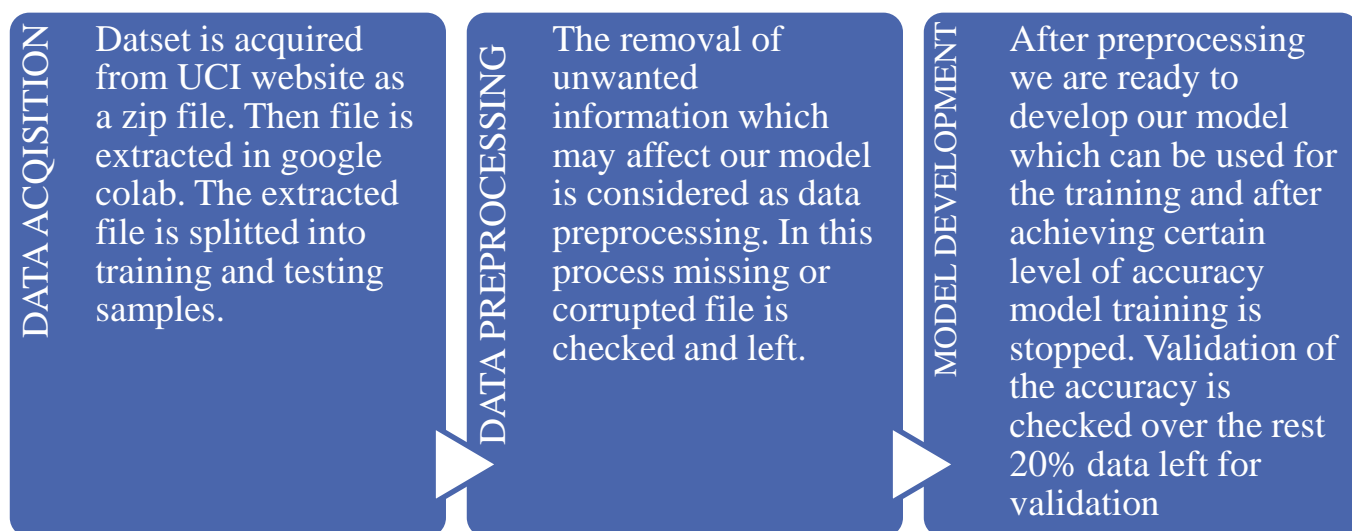 DATA ACQISITION
Datset is acquired
from UCI website as
a zip file. Then file is
extracted in google
colab. The extracted
file is splitted into
training and testing
samples.
DATA PREPROCESSING
The removal of
unwanted
information which
may affect our model
is considered as data
preprocessing. In this
process missing or
corrupted file is
checked and left.
MODEL DEVELOPMENT
After preprocessing
we are ready to
develop our model
which can be used for
the training and after
achieving certain
level of accuracy
model training is
stopped. Validation of
the accuracy is
checked over the rest
20% data left for
validation